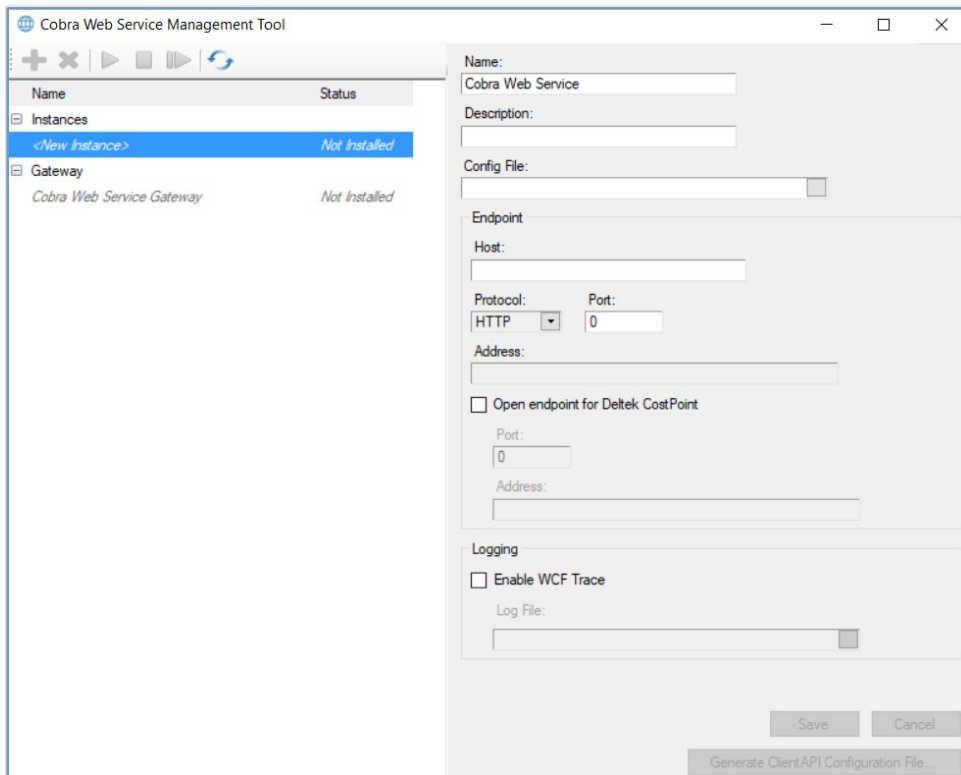 Cobra Web Service Management Tool
Name Status
Instances
<New Instance> Not Installed
Gateway
Cobra Web Service Gateway Not Installed
Name:
Cobra Web Service
Description:
Config File:
Endpoint
Host:
Protocol: Port:
HTTP 0
Address:
Open endpoint for Deltek CostPoint
Port:
0
Address:
Logging
Enable WCF Trace
Log File:
Save Cancel
Generate ClientAPI Configuration File...